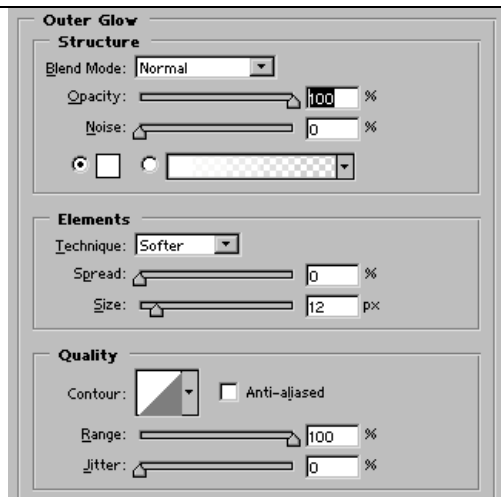 Outer Glow
Structure
Blend Mode: Normal
Opacity: 100 %
Noise: 0 %
Elements
Technique: Softer
Spread: 0 %
Size: 12 px
Quality
Contour: Anti-aliased
Range: 100 %
Jitter: 0 %